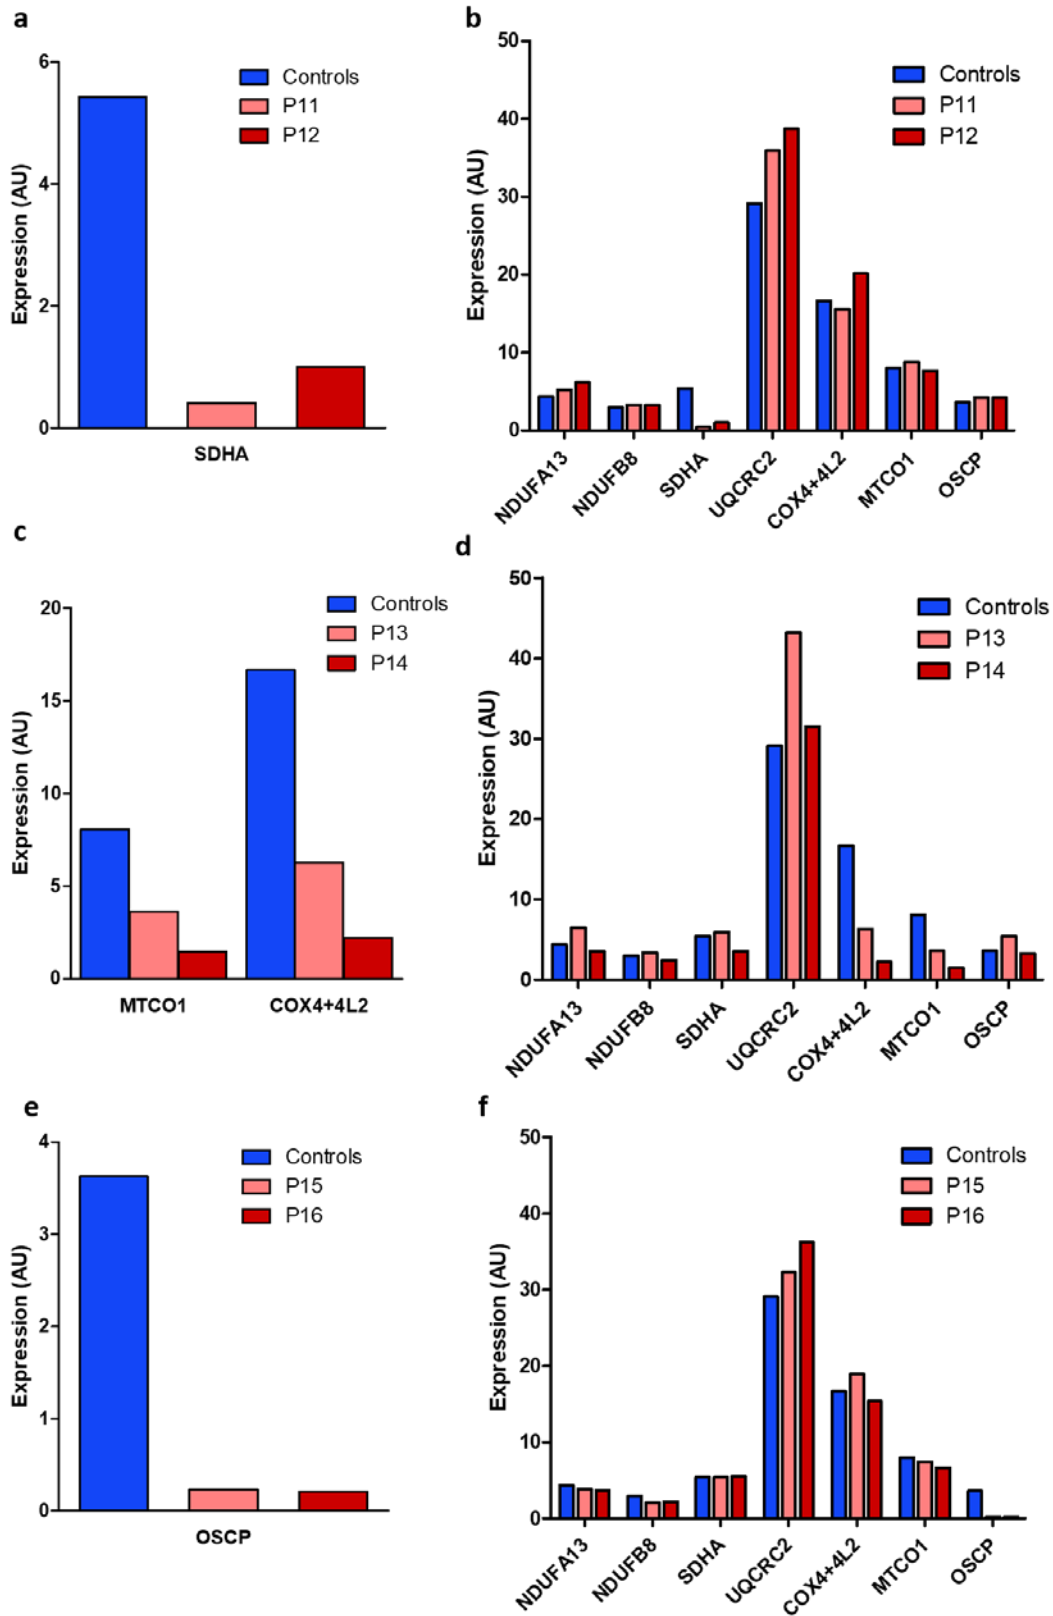 a
Expression (AU)
6
4
2
0
Controls
P11
P12
SDHA
b
Expression (AU)
50
40
30
20
10
0
Controls
P11
P12
NDUFA13
NDUFB8
SDHA
UQCRC2
COX4+4L2
MTCO1
OSCP
c
Expression (AU)
20
15
10
5
0
Controls
P13
P14
MTCO1
COX4+4L2
d
Expression (AU)
50
40
30
20
10
0
Controls
P13
P14
NDUFA13
NDUFB8
SDHA
UQCRC2
COX4+4L2
MTCO1
OSCP
e
Expression (AU)
4
3
2
1
0
Controls
P15
P16
OSCP
f
Expression (AU)
50
40
30
20
10
0
Controls
P15
P16
NDUFA13
NDUFB8
SDHA
UQCRC2
COX4+4L2
MTCO1
OSCP